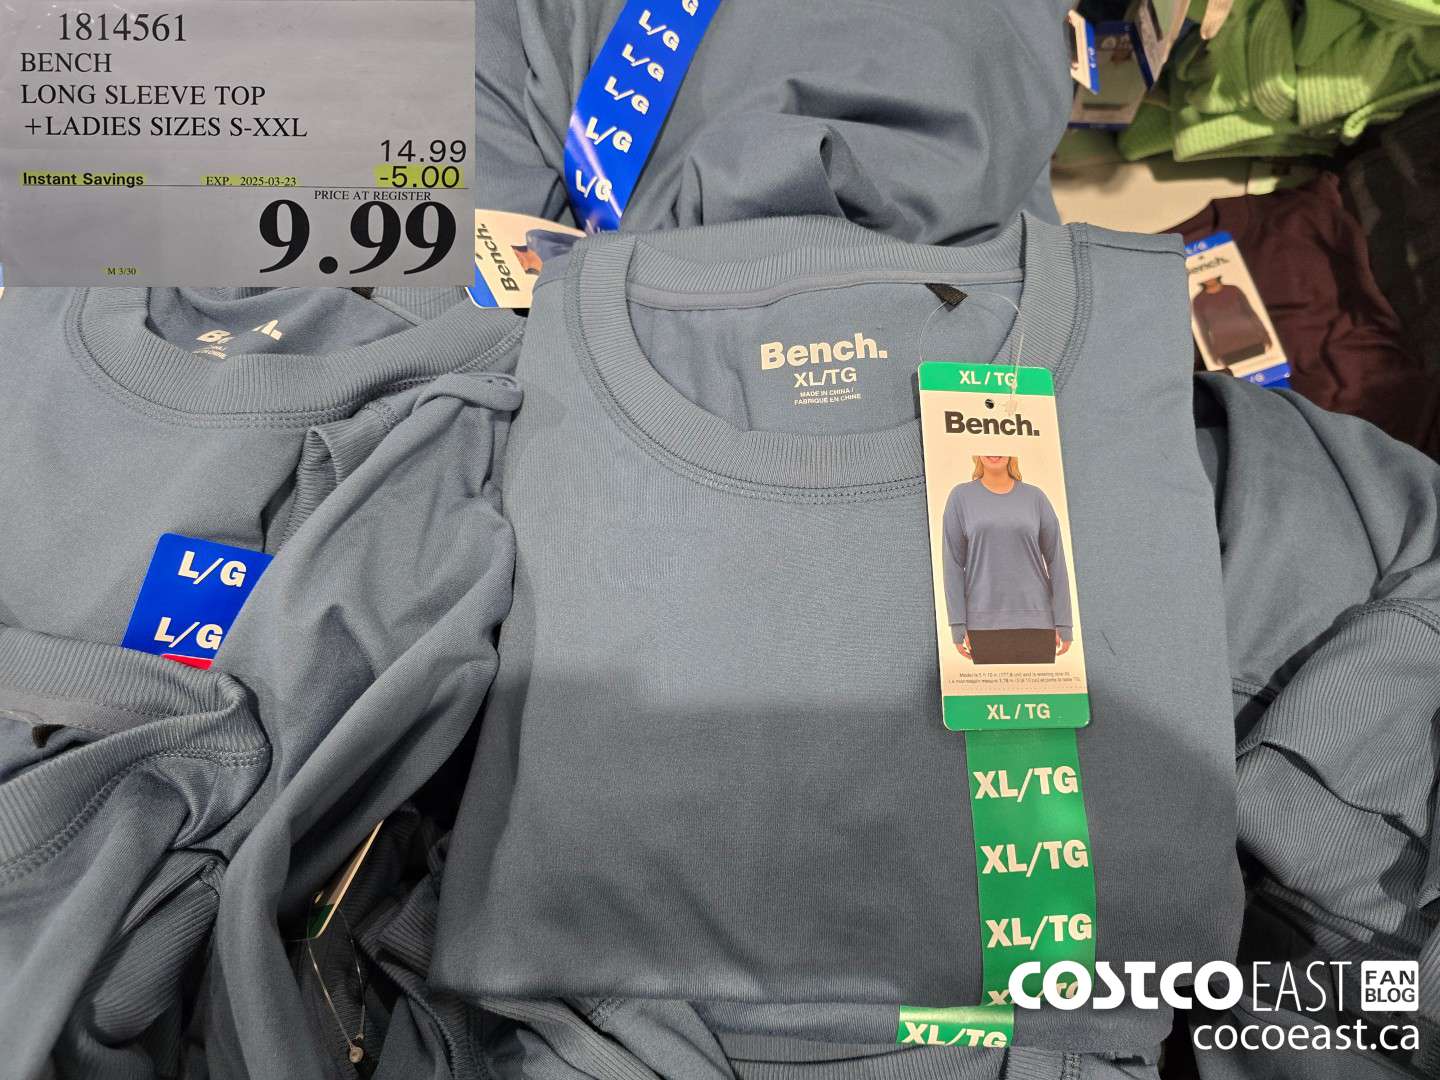 1814561
BENCH
LONG SLEEVE TOP
+LADIES SIZES S-XXL
14.99
Instant Savings EXP. 2025-03-23 -5.00
PRICE AT REGISTER
9.99
M 3/30
L/G
L/G
L/G
L/G
L/G
Bench.
Bench.
XL/TG
MADE IN CHINA /
FABRIQUE EN CHINE
XL / TG
Bench.
XL / TG
XL/TG
XL/TG
XL/TG
XL/TG
L/G
L/G
COSTCO EAST FAN BLOG
cocoeast.ca